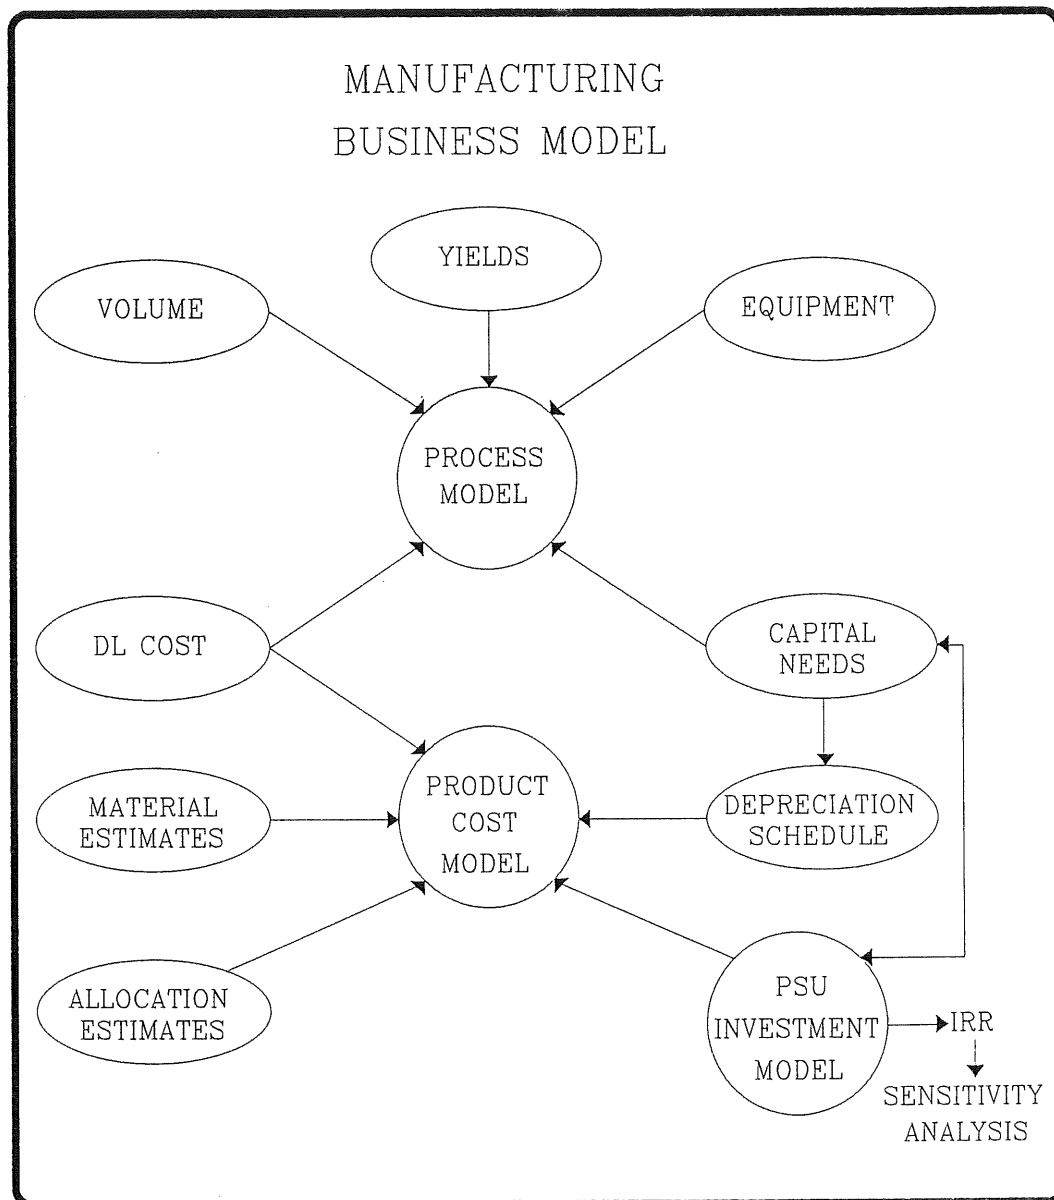 MANUFACTURING
BUSINESS MODEL
YIELDS
VOLUME
EQUIPMENT
PROCESS
MODEL
DL COST
CAPITAL
NEEDS
MATERIAL
ESTIMATES
PRODUCT
COST
MODEL
DEPRECIATION
SCHEDULE
ALLOCATION
ESTIMATES
PSU
INVESTMENT
MODEL
IRR
SENSITIVITY
ANALYSIS